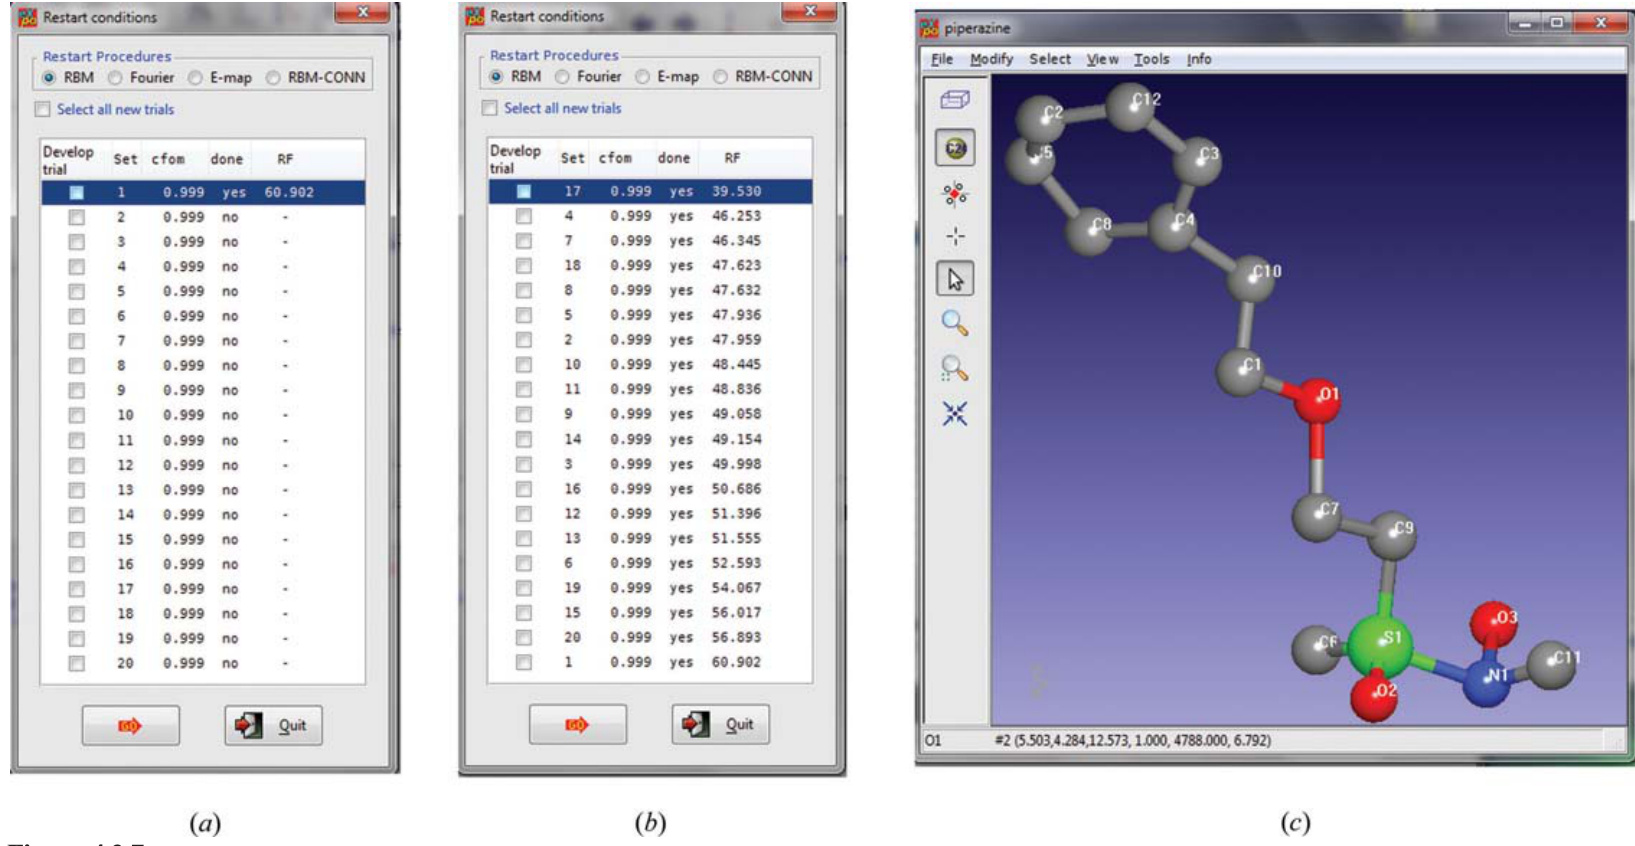 Restart conditions
Restart Procedures
RBM Fourier E-map RBM-CONN
Select all new trials
Develop trial Set cfom done RF
1 0.999 yes 60.902
2 0.999 no -
3 0.999 no -
4 0.999 no -
5 0.999 no -
6 0.999 no -
7 0.999 no -
8 0.999 no -
9 0.999 no -
10 0.999 no -
11 0.999 no -
12 0.999 no -
13 0.999 no -
14 0.999 no -
15 0.999 no -
16 0.999 no -
17 0.999 no -
18 0.999 no -
19 0.999 no -
20 0.999 no -
GO Quit
(a)
Restart conditions
Restart Procedures
RBM Fourier E-map RBM-CONN
Select all new trials
Develop trial Set cfom done RF
17 0.999 yes 39.530
4 0.999 yes 46.253
7 0.999 yes 46.345
18 0.999 yes 47.623
8 0.999 yes 47.632
5 0.999 yes 47.936
2 0.999 yes 47.959
10 0.999 yes 48.445
11 0.999 yes 48.836
9 0.999 yes 49.058
14 0.999 yes 49.154
3 0.999 yes 49.998
16 0.999 yes 50.686
12 0.999 yes 51.396
13 0.999 yes 51.555
6 0.999 yes 52.593
19 0.999 yes 54.067
15 0.999 yes 56.017
20 0.999 yes 56.893
1 0.999 yes 60.902
GO Quit
(b)
piperazine
File Modify Select View Tools Info
C2 C12
C3
C8 C4
C10
C1
O1
C7
C9
O3
C6 S1
C11
N1
O2
O1 #2 (5.503,4.284,12.573, 1.000, 4788.000, 6.792)
(c)